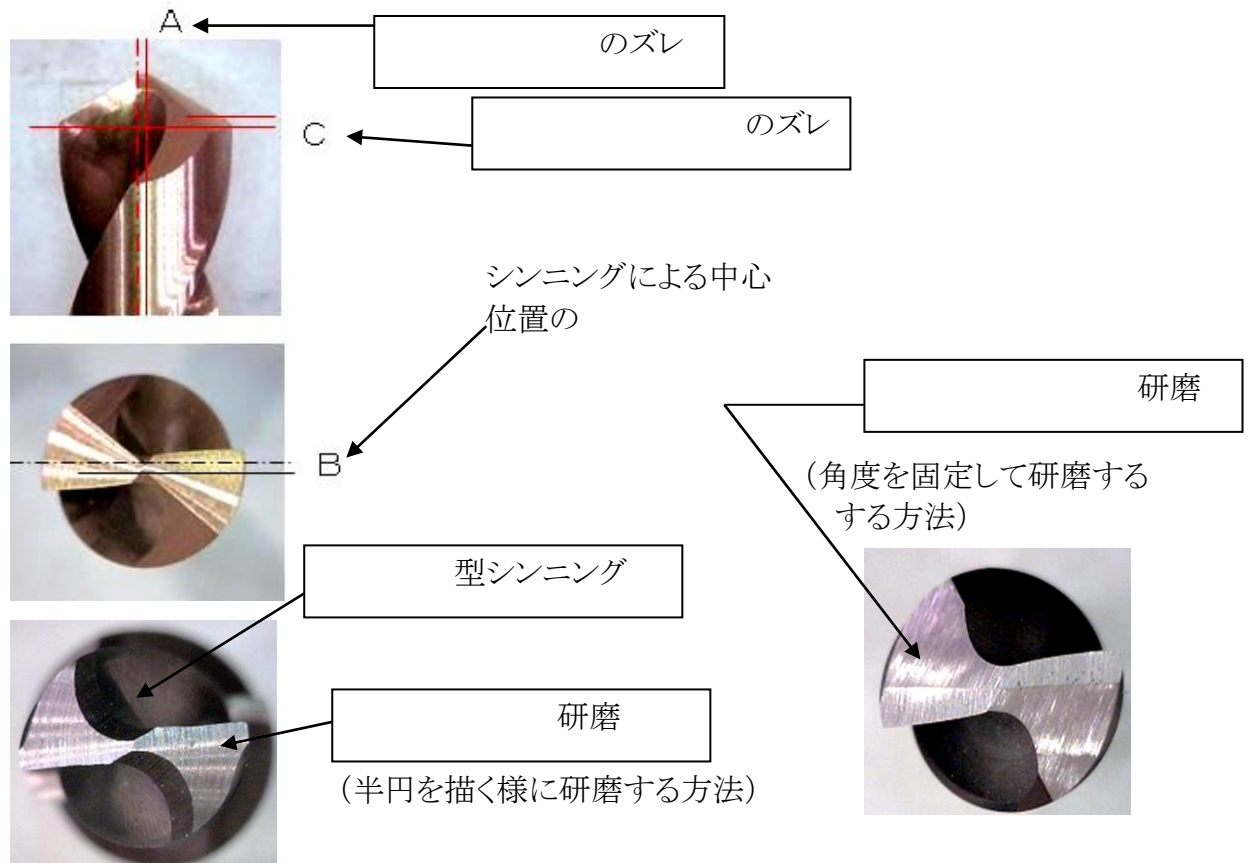 A
のズレ
のズレ
C
シンニングによる中心
位置の
研磨
B
（角度を固定して研磨する
する方法）
型シンニング
研磨
（半円を描く様に研磨する方法）